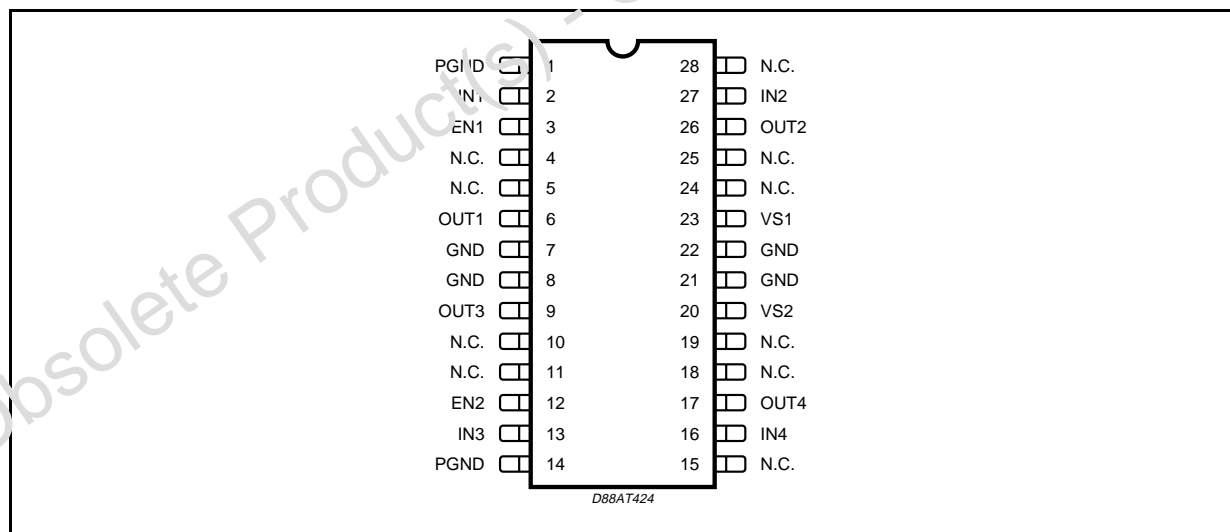 Obsolete Product(s) -
PGND 1 28 N.C.
IN1 2 27 IN2
EN1 3 26 OUT2
N.C. 4 25 N.C.
N.C. 5 24 N.C.
OUT1 6 23 VS1
GND 7 22 GND
GND 8 21 GND
OUT3 9 20 VS2
N.C. 10 19 N.C.
N.C. 11 18 N.C.
EN2 12 17 OUT4
IN3 13 16 IN4
PGND 14 15 N.C.
D88AT424